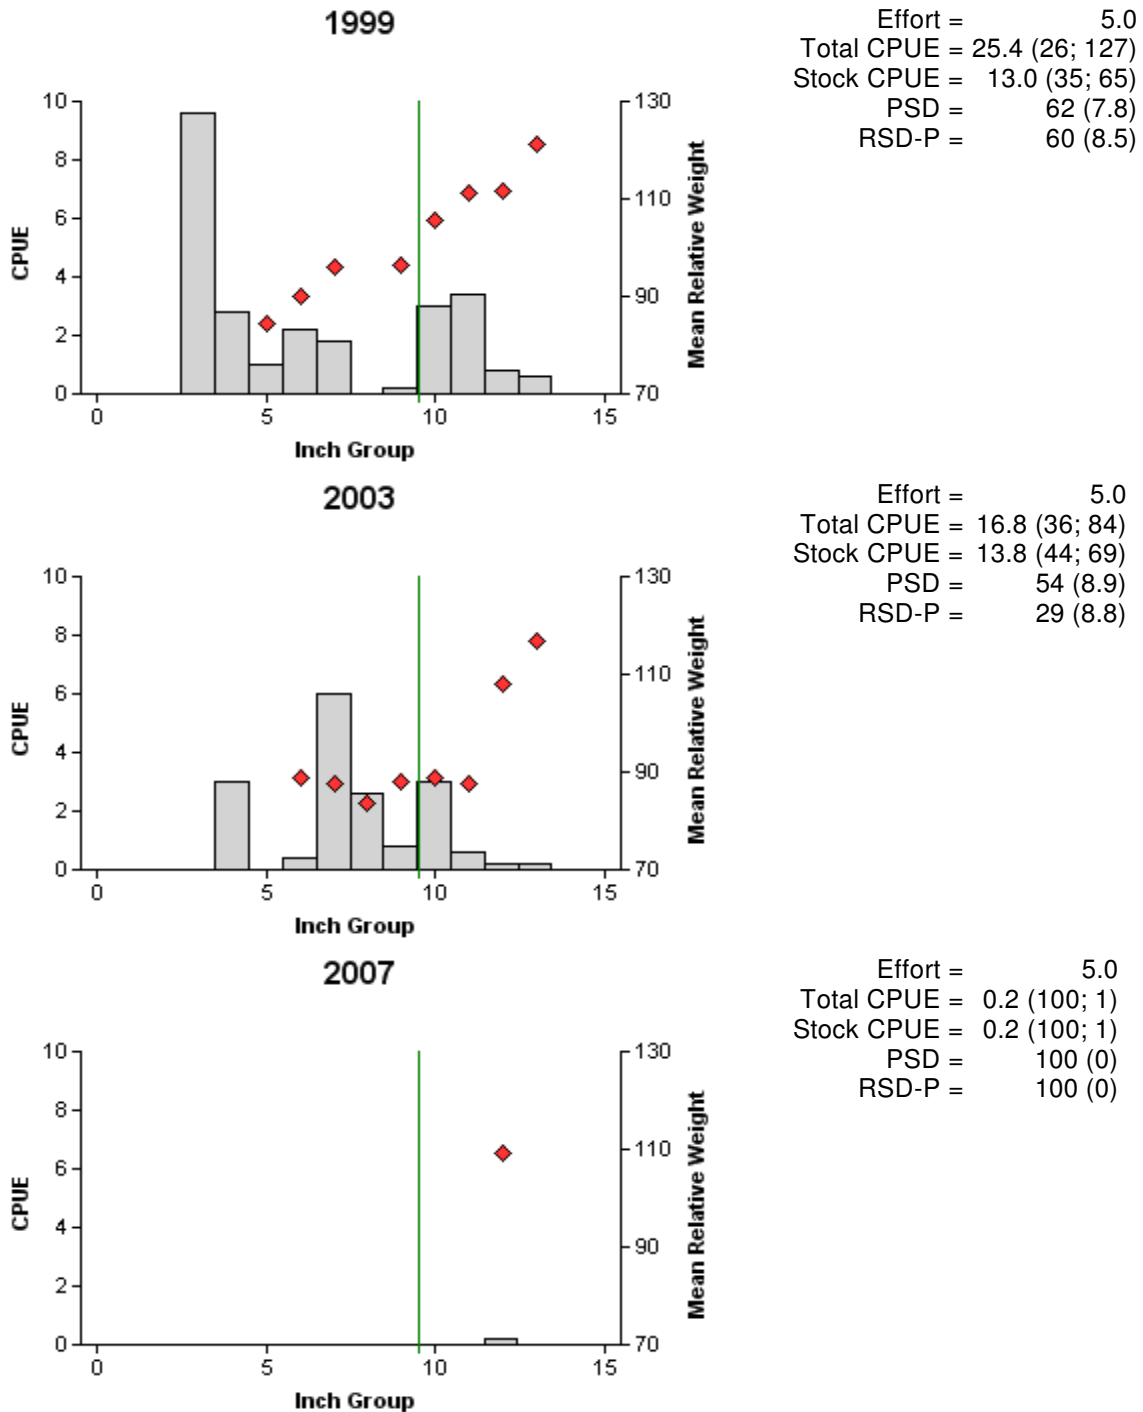 1999
Effort = 5.0
Total CPUE = 25.4 (26; 127)
Stock CPUE = 13.0 (35; 65)
PSD = 62 (7.8)
RSD-P = 60 (8.5)
10 130
8
110
6
4
90
2
0 70
CPUE
Mean Relative Weight
0 5 10 15
Inch Group
2003
Effort = 5.0
Total CPUE = 16.8 (36; 84)
Stock CPUE = 13.8 (44; 69)
PSD = 54 (8.9)
RSD-P = 29 (8.8)
10 130
8
110
6
4
90
2
0 70
CPUE
Mean Relative Weight
0 5 10 15
Inch Group
2007
Effort = 5.0
Total CPUE = 0.2 (100; 1)
Stock CPUE = 0.2 (100; 1)
PSD = 100 (0)
RSD-P = 100 (0)
10 130
8
110
6
4
90
2
0 70
CPUE
Mean Relative Weight
0 5 10 15
Inch Group